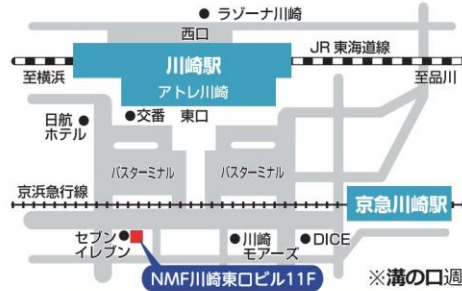 ラゾーナ川崎
西口
JR東海道線
至横浜
川崎駅
至品川
アトレ川崎
日航
ホテル
交番
東口
バスターミナル
バスターミナル
京浜急行線
京急川崎駅
セブン
イレブン
川崎
モアーズ
DICE
NMF川崎東口ビル11F
※溝の口週